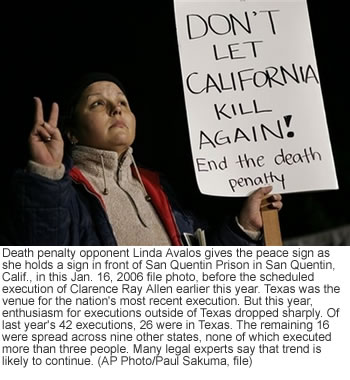 DON'T
LET
CALIFORNIA
KILL
AGAIN!
End the death
penalty
Death penalty opponent Linda Avalos gives the peace sign as
she holds a sign in front of San Quentin Prison in San Quentin,
Calif., in this Jan. 16, 2006 file photo, before the scheduled
execution of Clarence Ray Allen earlier this year. Texas was the
venue for the nation's most recent execution. But this year,
enthusiasm for executions outside of Texas dropped sharply. Of
last year's 42 executions, 26 were in Texas. The remaining 16
were spread across nine other states, none of which executed
more than three people. Many legal experts say that trend is
likely to continue. (AP Photo/Paul Sakuma, file)